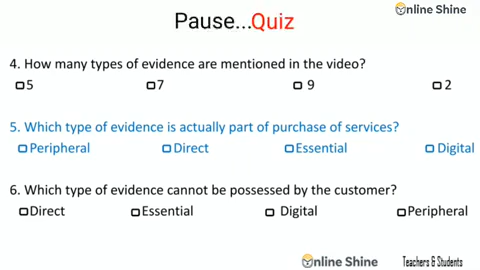 Online Shine
Pause...Quiz
4. How many types of evidence are mentioned in the video?
5 7 9 2
5. Which type of evidence is actually part of purchase of services?
Peripheral Direct Essential Digital
6. Which type of evidence cannot be possessed by the customer?
Direct Essential Digital Peripheral
Online Shine Teachers & Students